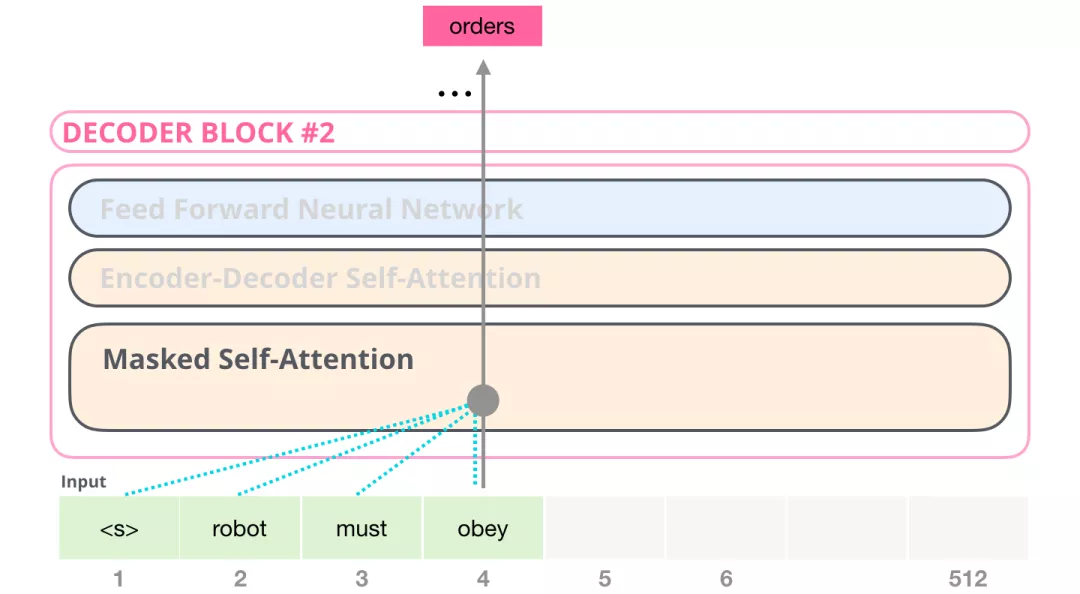 orders
...
DECODER BLOCK #2
Feed Forward Neural Network
Encoder-Decoder Self-Attention
Masked Self-Attention
Input
<s> robot must obey
1 2 3 4 5 6 512